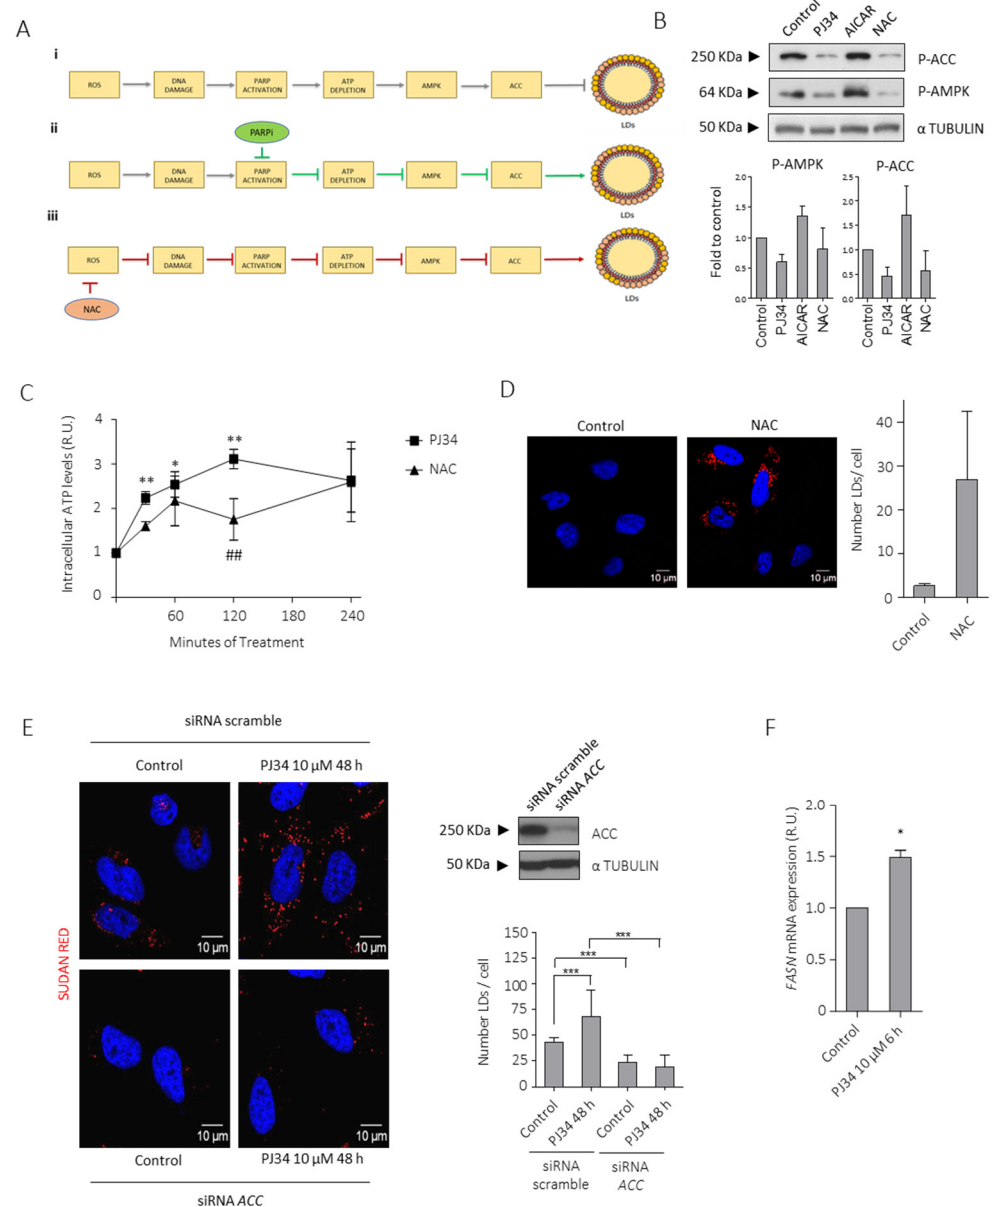 A
i
ROS
DNA
DAMAGE
PARP
ACTIVATION
ATP
DEPLETION
AMPK
ACC
LDs
ii
PARPi
ROS
DNA
DAMAGE
PARP
ACTIVATION
ATP
DEPLETION
AMPK
ACC
LDs
iii
ROS
DNA
DAMAGE
PARP
ACTIVATION
ATP
DEPLETION
AMPK
ACC
LDs
NAC
B
Control
PJ34
AICAR
NAC
250 KDa
P-ACC
64 KDa
P-AMPK
50 KDa
α TUBULIN
P-AMPK
Fold to control
2.0
1.5
1.0
0.5
0.0
Control
PJ34
AICAR
NAC
P-ACC
2.5
2.0
1.5
1.0
0.5
0.0
Control
PJ34
AICAR
NAC
C
Intracellular ATP levels (R.U.)
4
3
2
1
0
**
*
**
##
60
120
180
240
Minutes of Treatment
PJ34
NAC
D
Control
NAC
10 µm
10 µm
Number LDs/ cell
40
30
20
10
0
Control
NAC
E
siRNA scramble
Control
PJ34 10 µM 48 h
SUDAN RED
10 µm
10 µm
10 µm
10 µm
Control
PJ34 10 µM 48 h
siRNA ACC
siRNA scramble
siRNA ACC
250 KDa
ACC
50 KDa
α TUBULIN
Number LDs / cell
150
125
100
75
50
25
0
***
***
***
Control
PJ34 48 h
Control
PJ34 48 h
siRNA
scramble
siRNA
ACC
F
FASN mRNA expression (R.U.)
2.0
1.5
1.0
0.5
0
*
Control
PJ34 10 µM 6 h